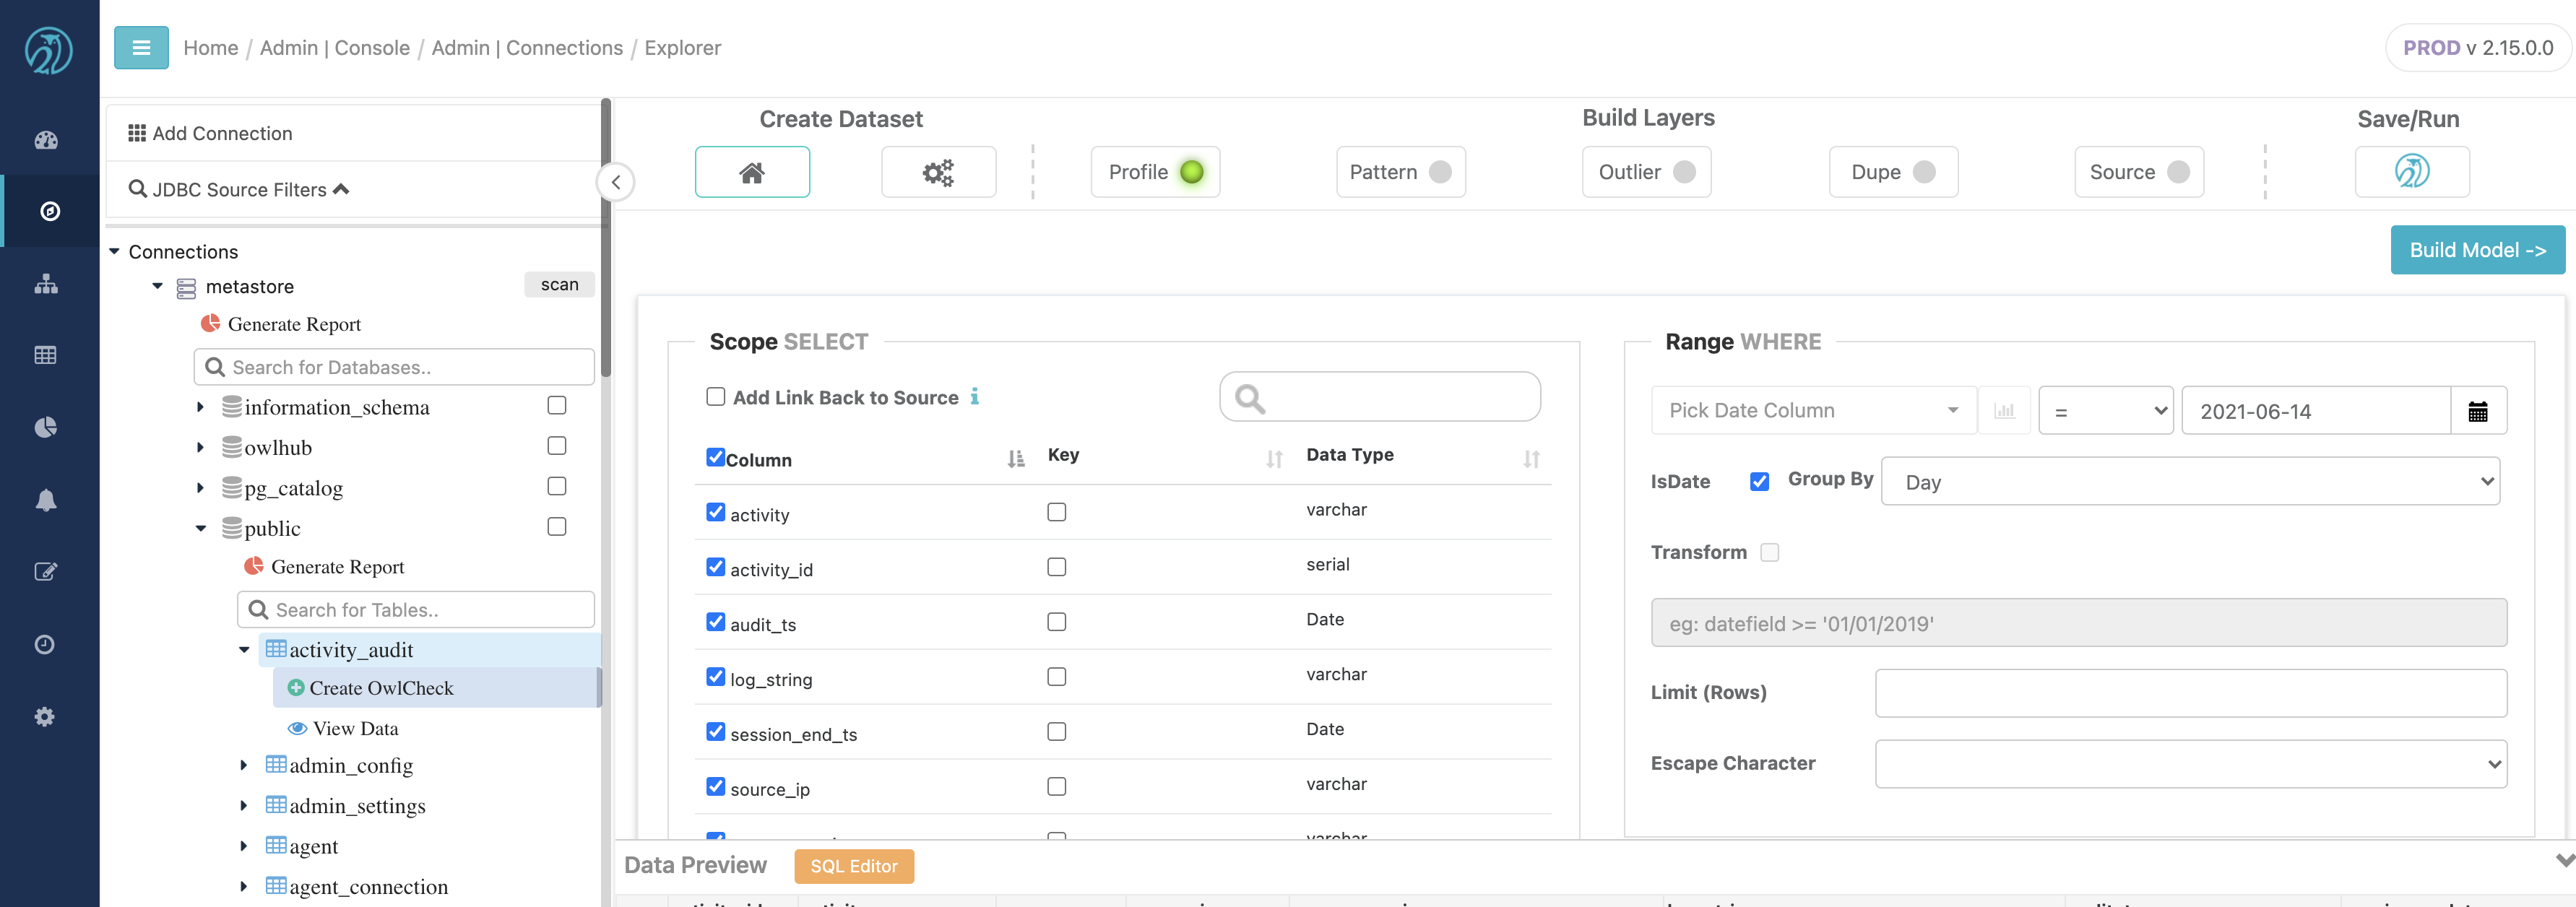 Home / Admin | Console / Admin | Connections / Explorer
PROD v 2.15.0.0
Add Connection
JDBC Source Filters
Connections
metastore
scan
Generate Report
Search for Databases..
information_schema
owlhub
pg_catalog
public
Generate Report
Search for Tables..
activity_audit
Create OwlCheck
View Data
admin_config
admin_settings
agent
agent_connection
Create Dataset
Build Layers
Save/Run
Profile
Pattern
Outlier
Dupe
Source
Build Model ->
Scope SELECT
Add Link Back to Source i
Column Key Data Type
activity varchar
activity_id serial
audit_ts Date
log_string varchar
session_end_ts Date
source_ip varchar
varchar
Range WHERE
Pick Date Column = 2021-06-14
IsDate Group By Day
Transform
eg: datefield >= '01/01/2019'
Limit (Rows)
Escape Character
Data Preview SQL Editor